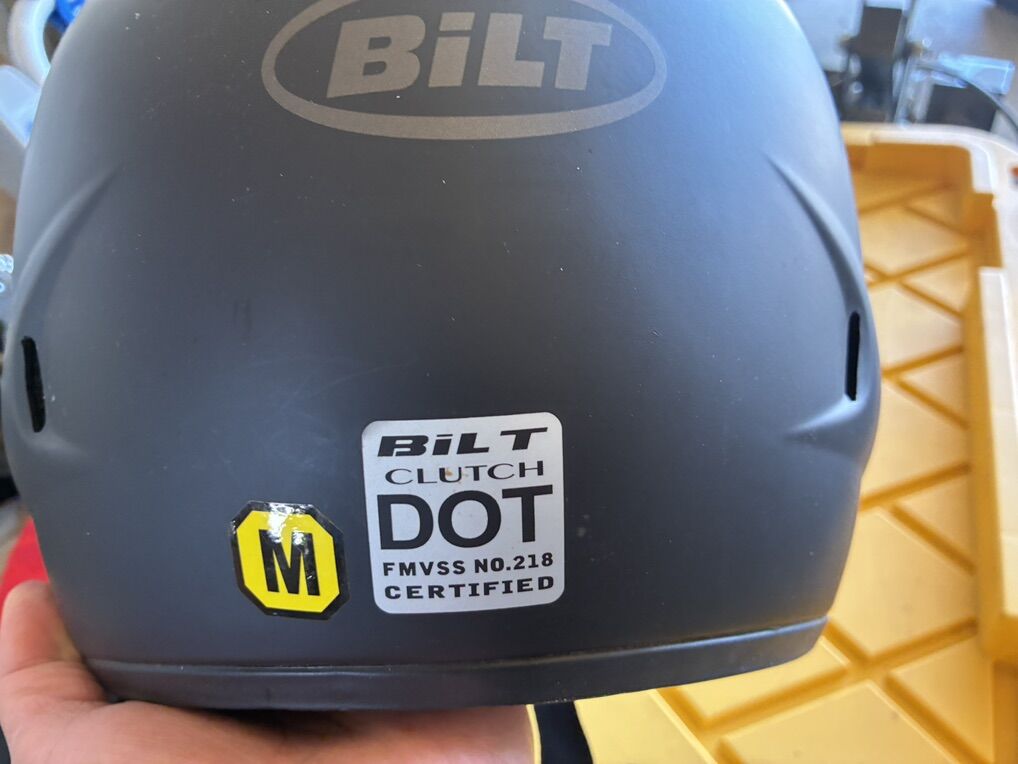 BiLT
BiLT
CLUTCH
DOT
FMVSS NO.218
CERTIFIED
M